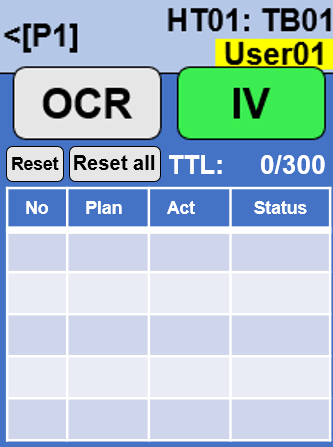 <[P1] HT01: TB01
User01
OCR IV
Reset Reset all TTL: 0/300
No Plan Act Status